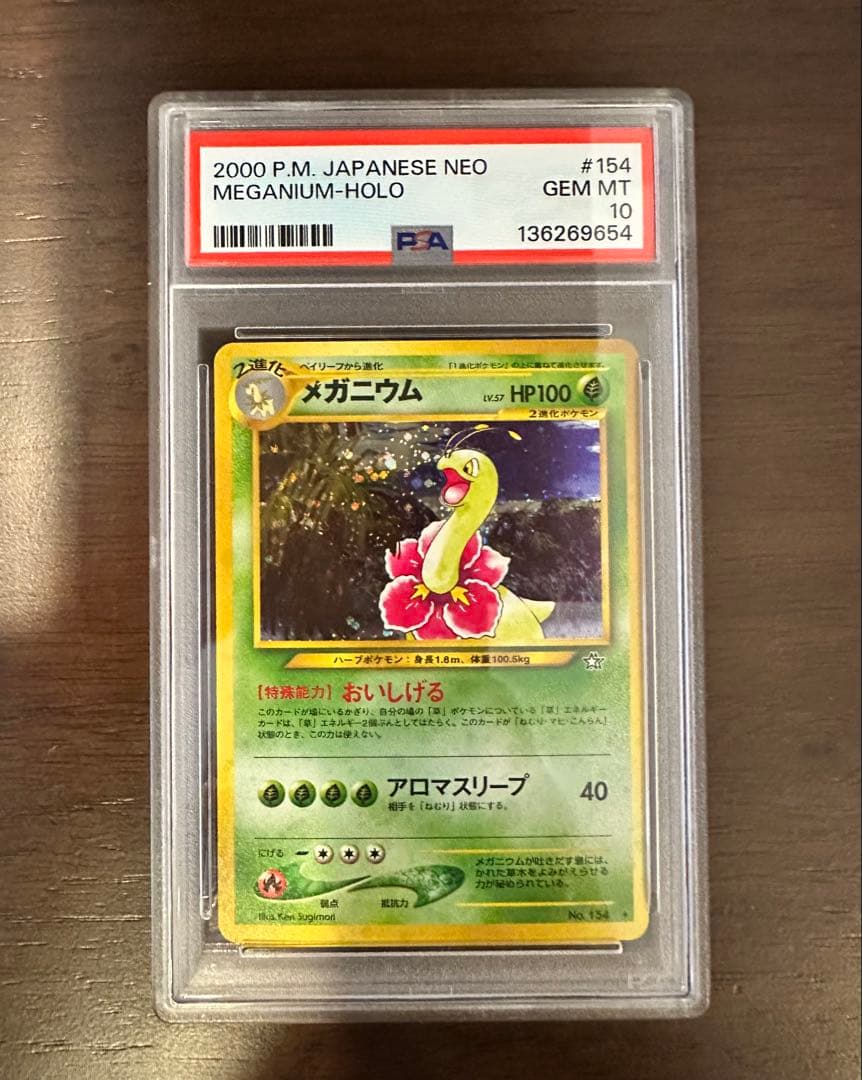 2000 P.M. JAPANESE NEO #154
MEGANIUM-HOLO GEM MT
10
PSA 136269654
2進化 ベイリーフから進化 「1進化ポケモン」の上に重ねて進化させます。
メガニウム LV.57 HP100
2進化ポケモン
ハーブポケモン：身長1.8m、体重100.5kg
【特殊能力】 おいしげる
このカードが場にいるかぎり、自分の場の「草」ポケモンについている「草」エネルギー
カードは、「草」エネルギー2個ぶんとしてはたらく。このカードが「ねむり・マヒ・こんらん」
状態のとき、この力は使えない。
アロマスリープ 40
相手を「ねむり」状態にする。
にげる
メガニウムが吐きだす息には、
かれた草木をよみがえらせる
力が秘められている。
弱点 抵抗力
Illus. Ken Sugimori No. 154